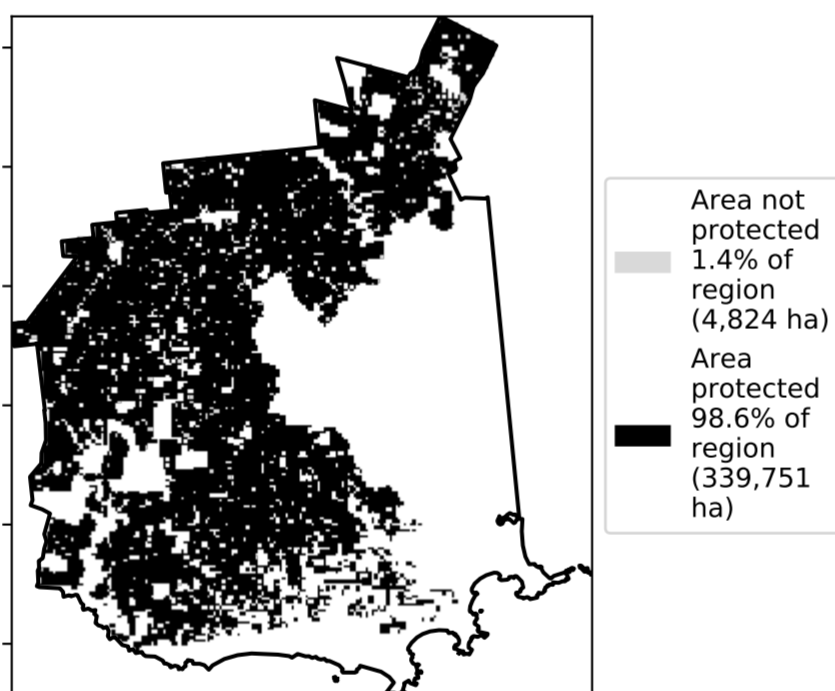 Area not
protected
1.4% of
region
(4,824 ha)
Area
protected
98.6% of
region
(339,751
ha)